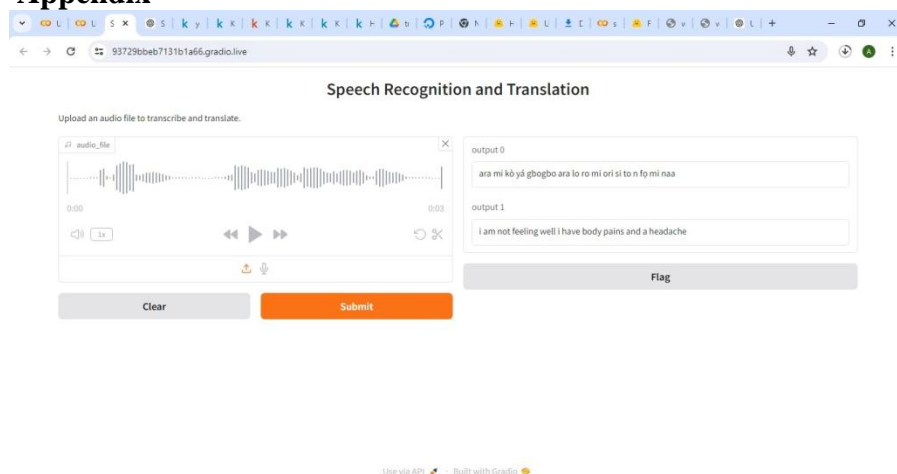 Appendix
93729bbeb7131b1a66.gradio.live
Speech Recognition and Translation
Upload an audio file to transcribe and translate.
audio_file
0:00 0:03
1x
Clear Submit
output 0
ara mi kò yá gbogbo ara lo ro mi ori si to n fọ mi naa
output 1
i am not feeling well i have body pains and a headache
Flag
Use via API · Built with Gradio